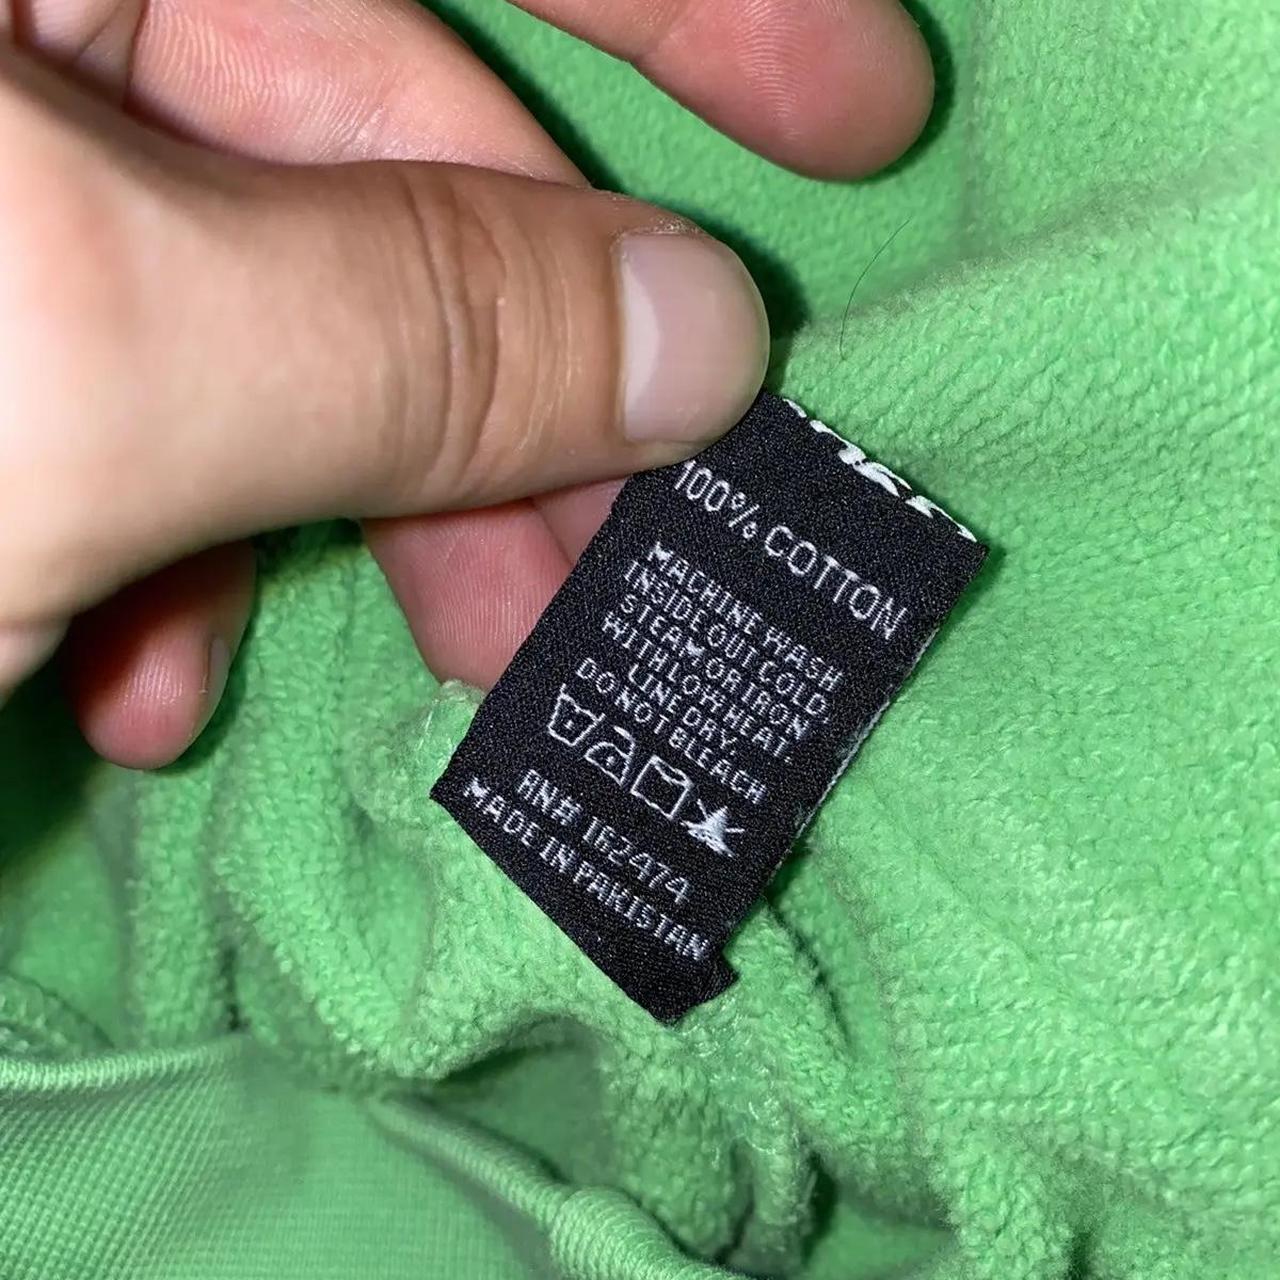 100% COTTON
MACHINE WASH
INSIDE OUT COLD.
STEAM OR IRON
WITH LOW HEAT.
LINE DRY.
DO NOT BLEACH
RN# 162474
MADE IN PAKISTAN